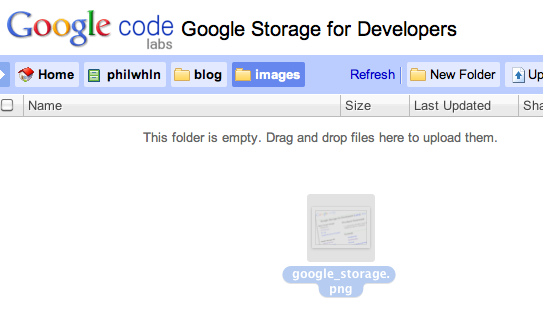 Google code labs Google Storage for Developers
Home philwhln blog images Refresh New Folder Up
Name Size Last Updated Sha
This folder is empty. Drag and drop files here to upload them.
google_storage.
png